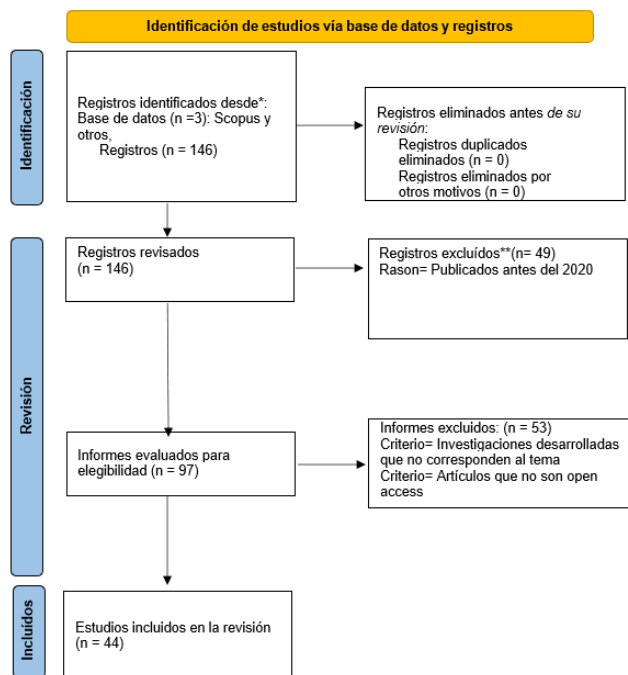 Identificación de estudios vía base de datos y registros
Identificación
Registros identificados desde*:
Base de datos (n =3): Scopus y
otros,
Registros (n = 146)
Registros eliminados antes de su
revisión:
Registros duplicados
eliminados (n = 0)
Registros eliminados por
otros motivos (n = 0)
Revisión
Registros revisados
(n = 146)
Registros excluídos**(n= 49)
Rason= Publicados antes del 2020
Informes evaluados para
elegibilidad (n = 97)
Informes excluidos: (n = 53)
Criterio= Investigaciones desarrolladas
que no corresponden al tema
Criterio= Artículos que no son open
access
Incluidos
Estudios incluidos en la revisión
(n = 44)